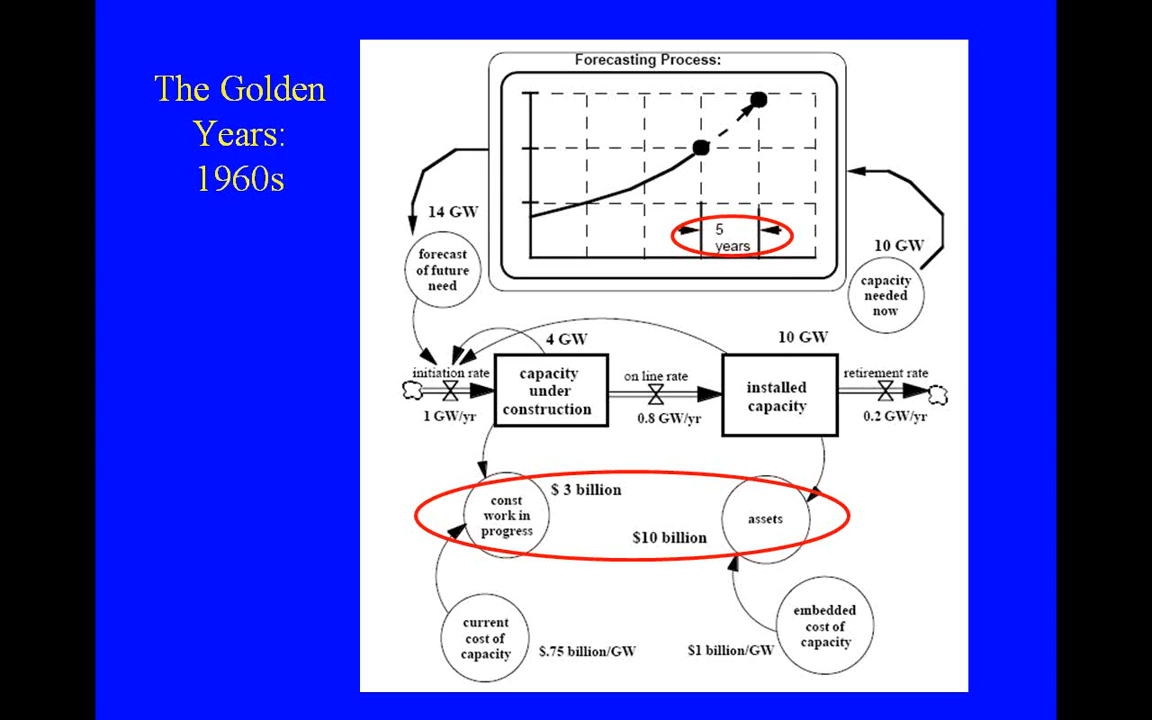 The Golden
Years:
1960s
Forecasting Process:
5
years
14 GW
forecast
of future
need
10 GW
capacity
needed
now
4 GW
10 GW
initiation rate
1 GW/yr
capacity
under
construction
on line rate
0.8 GW/yr
installed
capacity
retirement rate
0.2 GW/yr
const
work in
progress
$ 3 billion
$10 billion
assets
current
cost of
capacity
$.75 billion/GW
$1 billion/GW
embedded
cost of
capacity